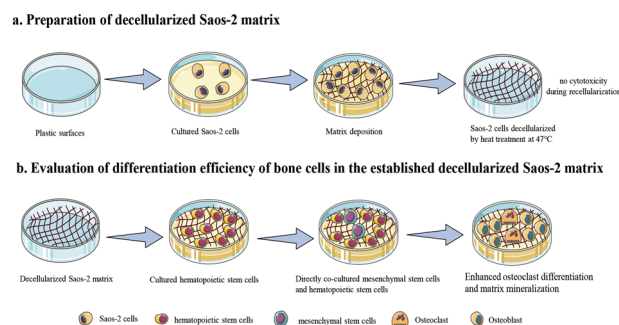 a. Preparation of decellularized Saos-2 matrix
no cytotoxicity
during recellularization
Plastic surfaces
Cultured Saos-2 cells
Matrix deposition
Saos-2 cells decellularized
by heat treatment at 47°C
b. Evaluation of differentiation efficiency of bone cells in the established decellularized Saos-2 matrix
Decellularized Saos-2 matrix
Cultured hematopoietic stem cells
Directly co-cultured mesenchymal stem cells
and hematopoietic stem cells
Enhanced osteoclast differentiation
and matrix mineralization
Saos-2 cells
hematopoietic stem cells
mesenchymal stem cells
Osteoclast
Osteoblast